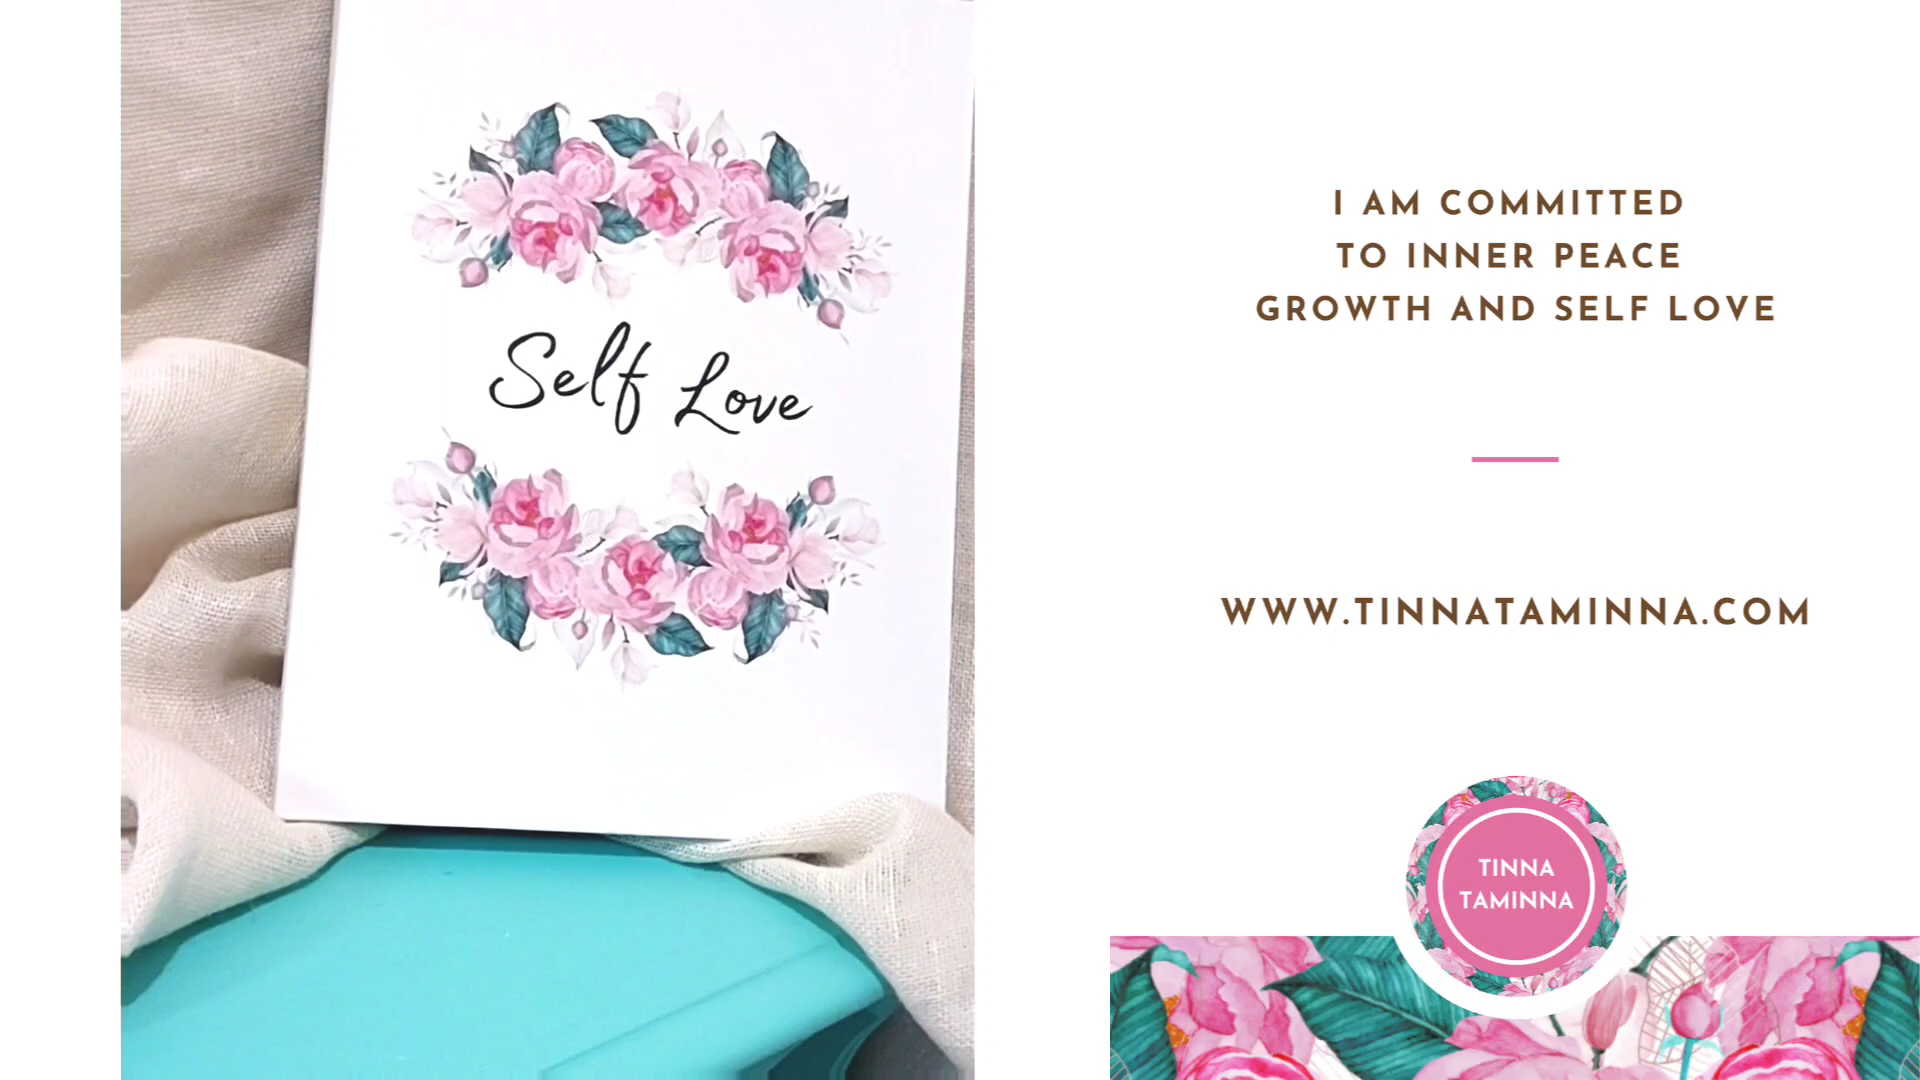 Self Love
I AM COMMITTED
TO INNER PEACE
GROWTH AND SELF LOVE
WWW.TINNATAMINNA.COM
TINNA
TAMINNA